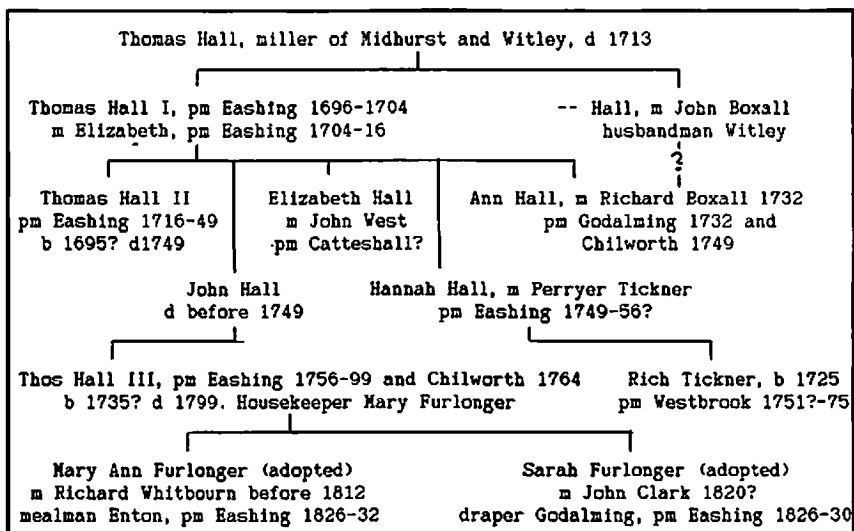 Thomas Hall, miller of Midhurst and Witley, d 1713
Thomas Hall I, pm Eashing 1696-1704
m Elizabeth, pm Eashing 1704-16
-- Hall, m John Boxall
husbandman Witley
?
Thomas Hall II
pm Eashing 1716-49
b 1695? d1749
Elizabeth Hall
m John West
pm Catteshall?
Ann Hall, m Richard Boxall 1732
pm Godalming 1732 and
Chilworth 1749
John Hall
d before 1749
Hannah Hall, m Perryer Tickner
pm Eashing 1749-56?
Thos Hall III, pm Eashing 1756-99 and Chilworth 1764
b 1735? d 1799. Housekeeper Mary Furlonger
Rich Tickner, b 1725
pm Westbrook 1751?-75
Mary Ann Furlonger (adopted)
m Richard Whitbourn before 1812
mealman Enton, pm Eashing 1826-32
Sarah Furlonger (adopted)
m John Clark 1820?
draper Godalming, pm Eashing 1826-30